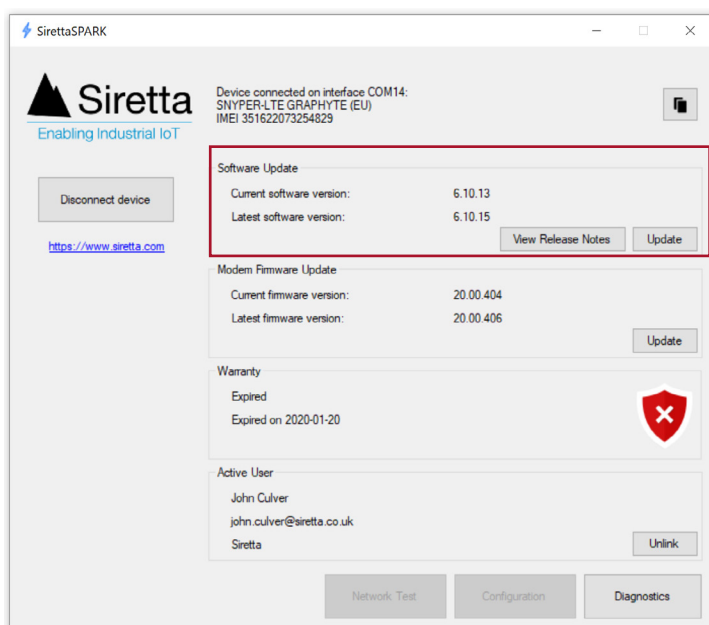 SirettaSPARK
Siretta
Enabling Industrial IoT
Device connected on interface COM14:
SNYPER-LTE GRAPHYTE (EU)
IMEI 351622073254829
Disconnect device
https://www.siretta.com
Software Update
Current software version: 6.10.13
Latest software version: 6.10.15
View Release Notes Update
Modem Firmware Update
Current firmware version: 20.00.404
Latest firmware version: 20.00.406
Update
Warranty
Expired
Expired on 2020-01-20
Active User
John Culver
john.culver@siretta.co.uk
Siretta
Unlink
Network Test Configuration Diagnostics